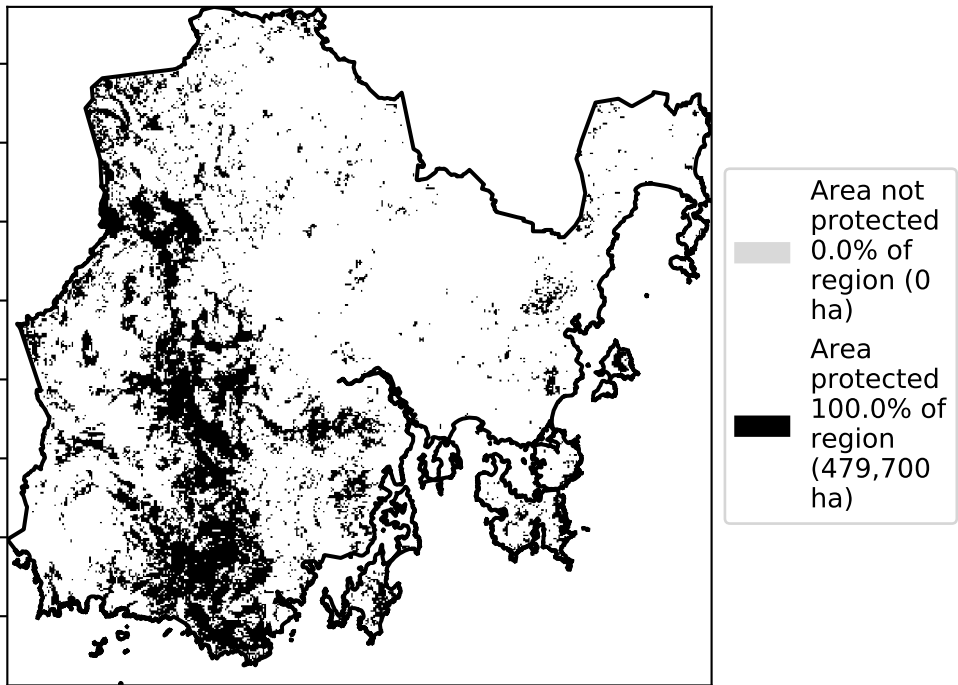 Area not
protected
0.0% of
region (0
ha)
Area
protected
100.0% of
region
(479,700
ha)